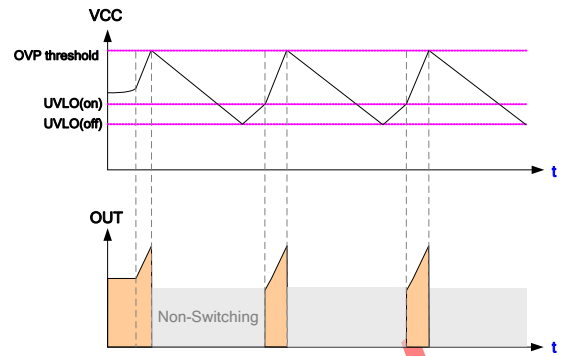 VCC
OVP threshold
UVLO(on)
UVLO(off)
t
OUT
Non-Switching
t